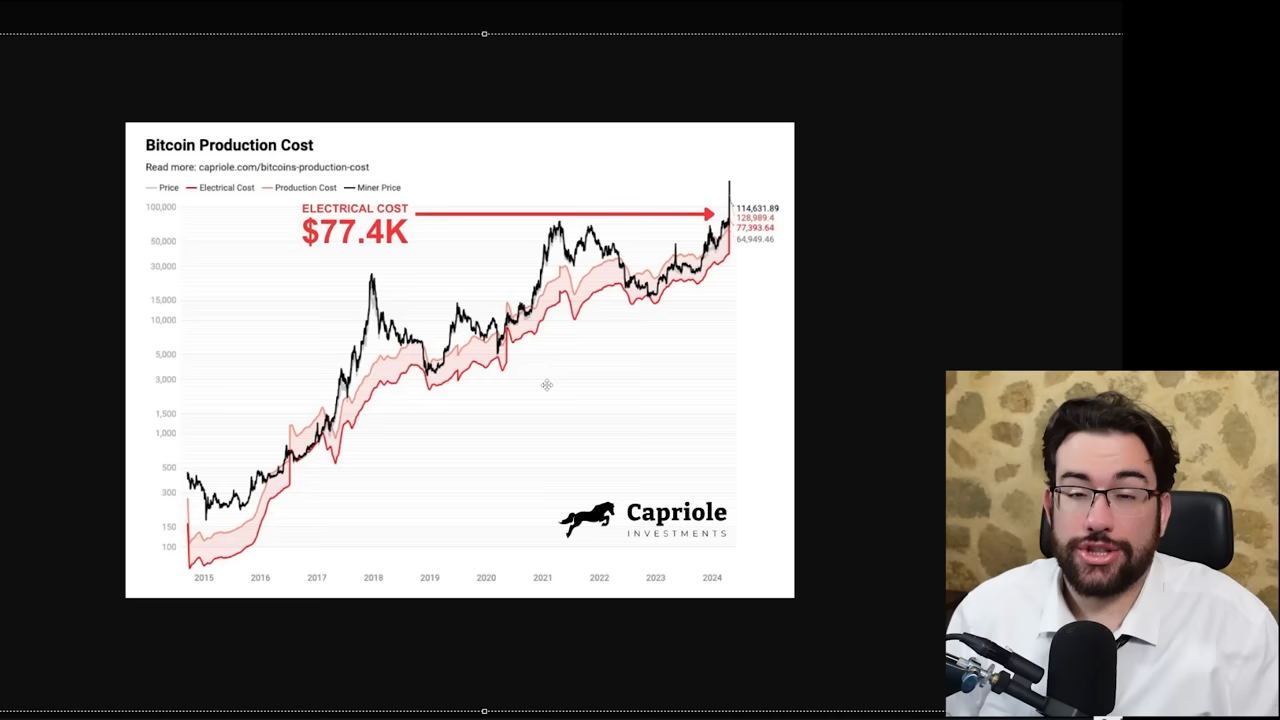 Bitcoin Production Cost
Read more: capriole.com/bitcoins-production-cost
Price Electrical Cost Production Cost Miner Price
ELECTRICAL COST
$77.4K
100,000
50,000
30,000
15,000
10,000
5,000
3,000
1,500
1,000
500
300
150
100
114,631.89
128,989.4
77,393.64
64,949.46
Capriole
INVESTMENTS
2015 2016 2017 2018 2019 2020 2021 2022 2023 2024